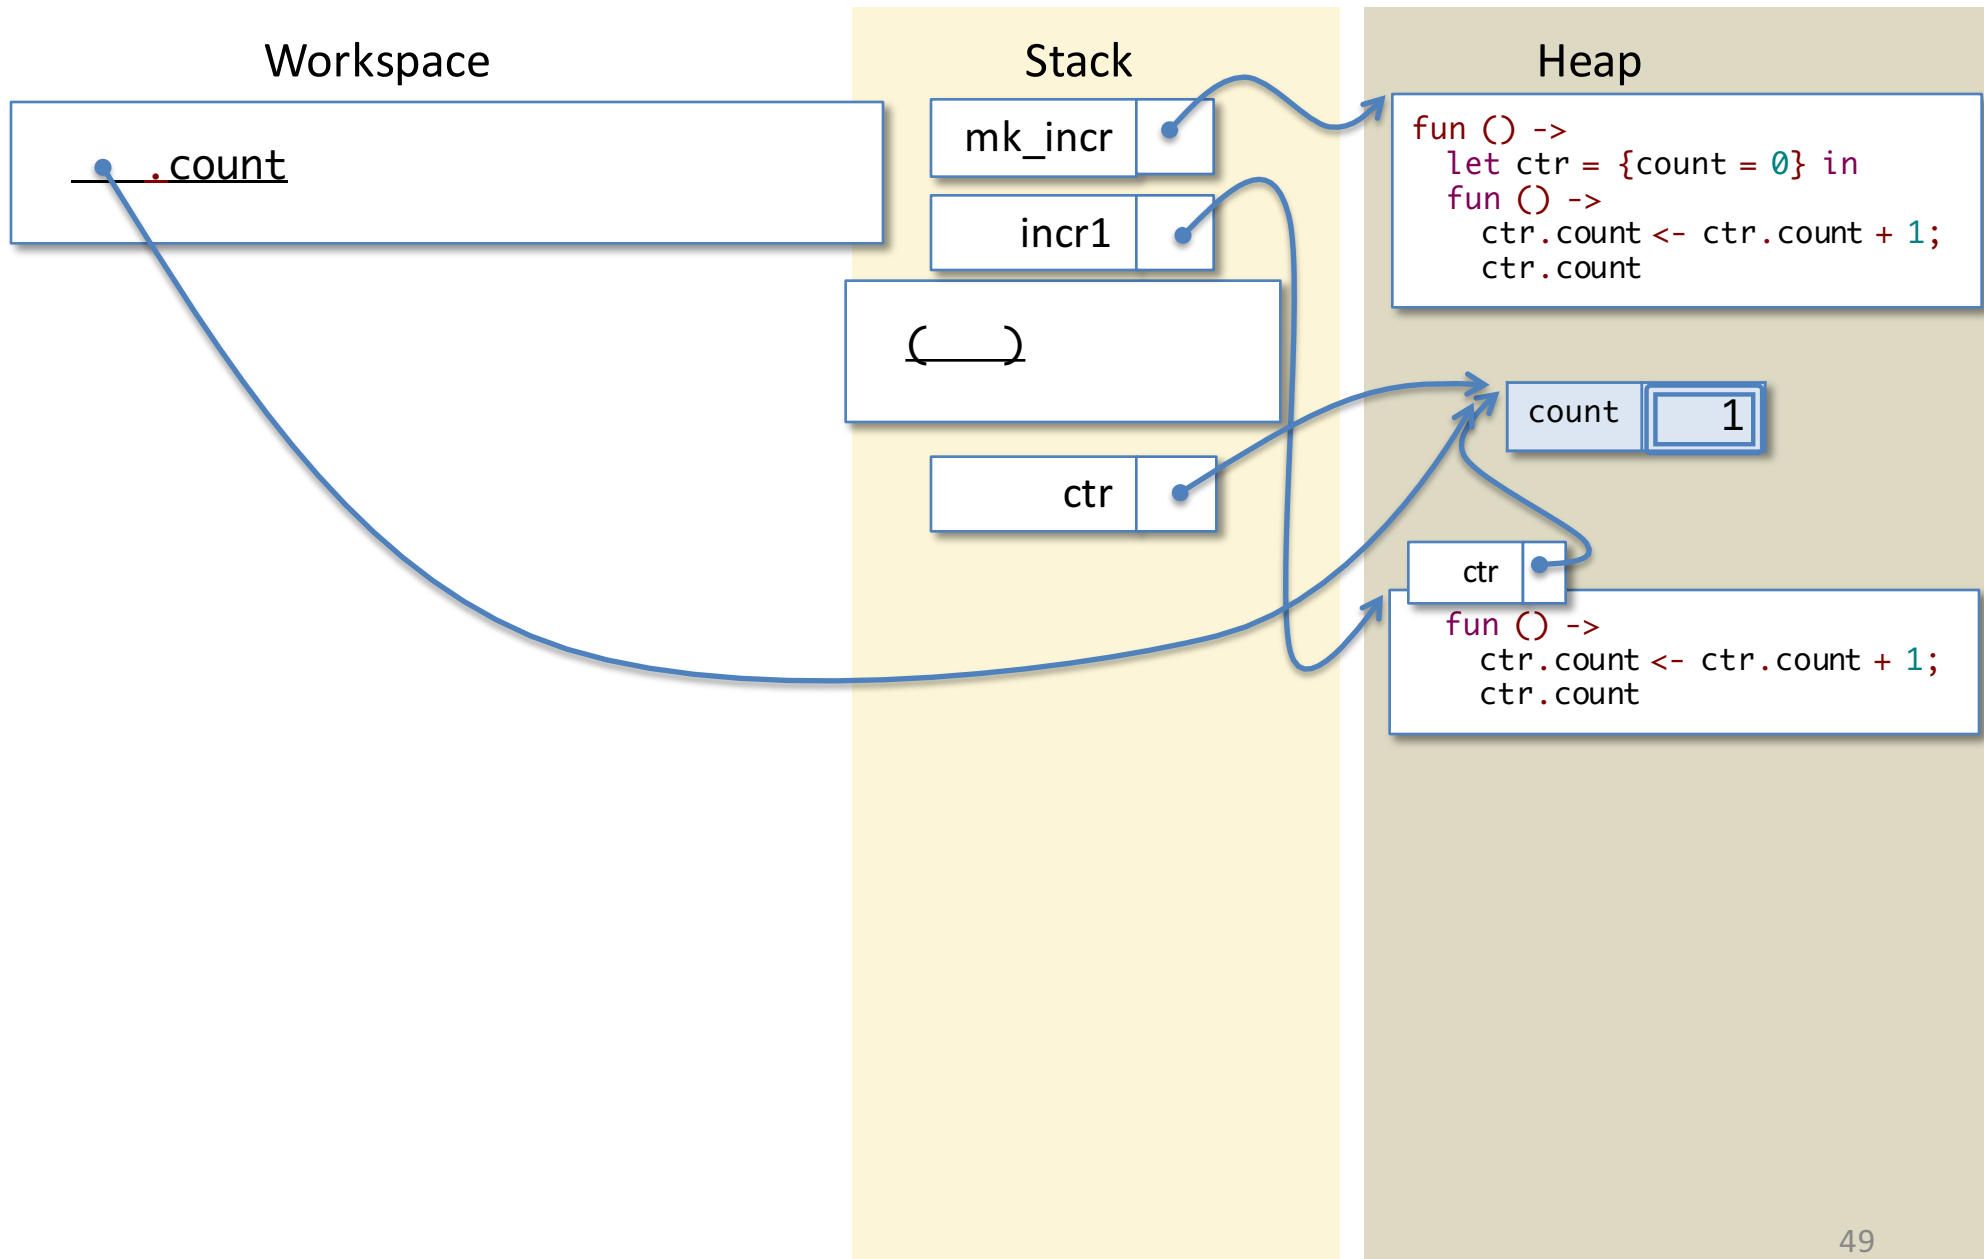 Workspace
.count
Stack
mk_incr
incr1
(    )
ctr
Heap
fun () ->
let ctr = {count = 0} in
fun () ->
ctr.count <- ctr.count + 1;
ctr.count
count 1
ctr
fun () ->
ctr.count <- ctr.count + 1;
ctr.count
49